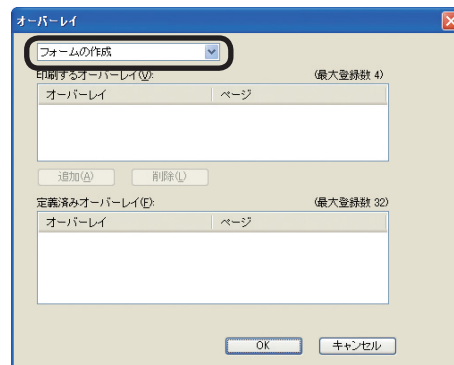 オーバーレイ
フォームの作成
印刷するオーバーレイ(V): (最大登録数 4)
オーバーレイ ページ
追加(A) 削除(L)
定義済みオーバーレイ(F): (最大登録数 32)
オーバーレイ ページ
OK キャンセル